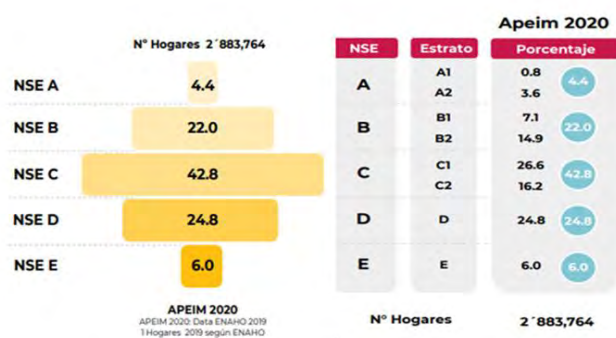 N° Hogares 2´883,764
NSE A 4.4
NSE B 22.0
NSE C 42.8
NSE D 24.8
NSE E 6.0
APEIM 2020
APEIM 2020: Data ENAHO 2019
1 Hogares 2019 según ENAHO
Apeim 2020
NSE Estrato Porcentaje
A A1 0.8 4.4
A2 3.6
B B1 7.1 22.0
B2 14.9
C C1 26.6 42.8
C2 16.2
D D 24.8 24.8
E E 6.0 6.0
N° Hogares 2´883,764